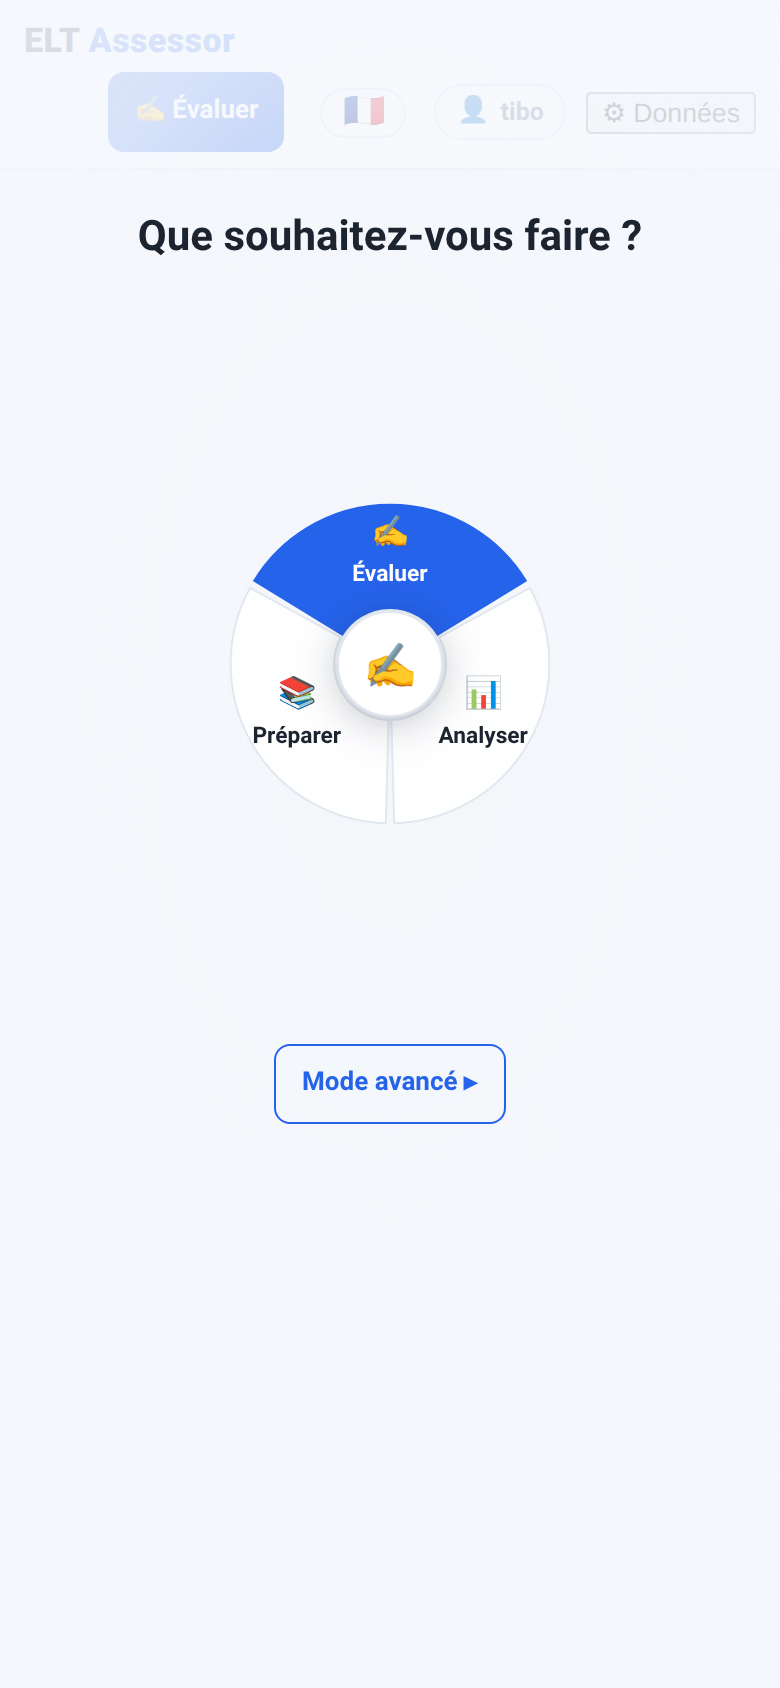 ELT Assessor
✍️ Évaluer
🇫🇷
👤 tibo
⚙ Données
Que souhaitez-vous faire ?
✍️
Évaluer
✍️
📚
Préparer
📊
Analyser
Mode avancé ▸